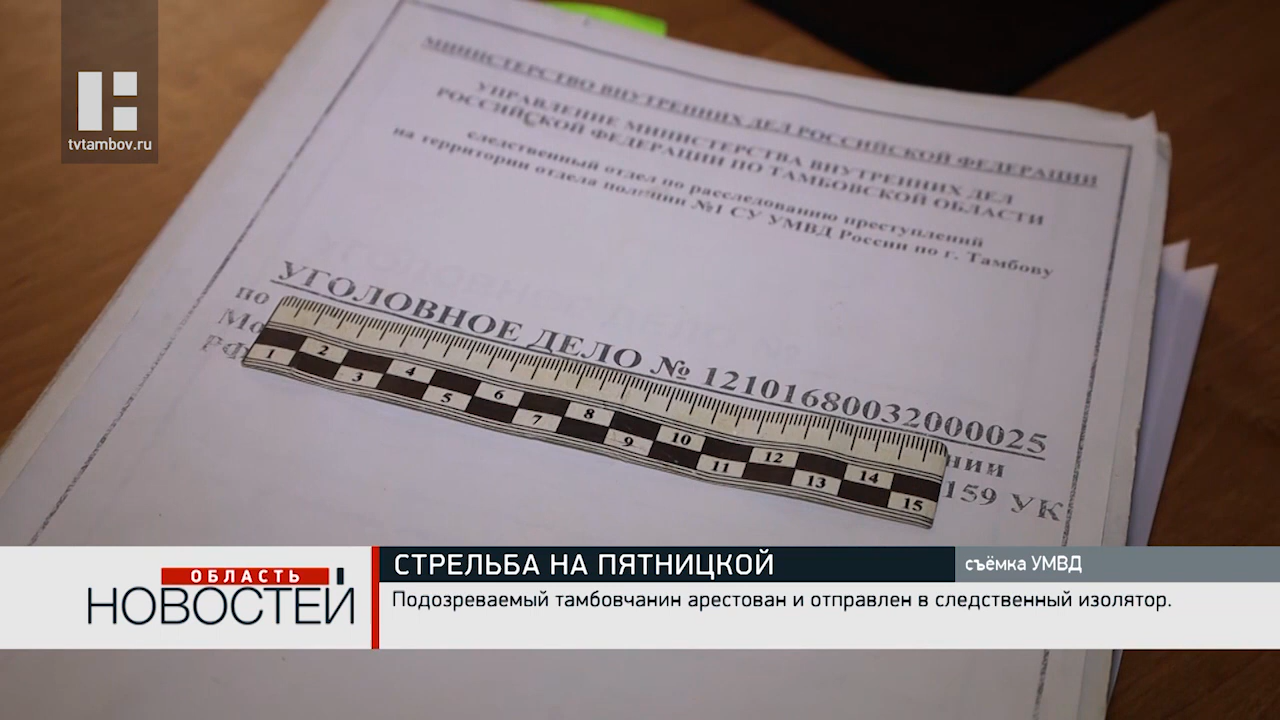 tvtambov.ru
МИНИСТЕРСТВО ВНУТРЕННИХ ДЕЛ РОССИЙСКОЙ ФЕДЕРАЦИИ
УПРАВЛЕНИЕ МИНИСТЕРСТВА ВНУТРЕННИХ ДЕЛ
РОССИЙСКОЙ ФЕДЕРАЦИИ ПО ТАМБОВСКОЙ ОБЛАСТИ
следственный отдел по расследованию преступлений
на территории отдела полиции №1 СУ УМВД России по г. Тамбову
УГОЛОВНОЕ ДЕЛО № 12101680032000025
по нии
159 УК
РФ
1 2 3 4 5 6 7 8 9 10 11 12 13 14 15
СТРЕЛЬБА НА ПЯТНИЦКОЙ
съёмка УМВД
Подозреваемый тамбовчанин арестован и отправлен в следственный изолятор.
ОБЛАСТЬ
НОВОСТЕЙ